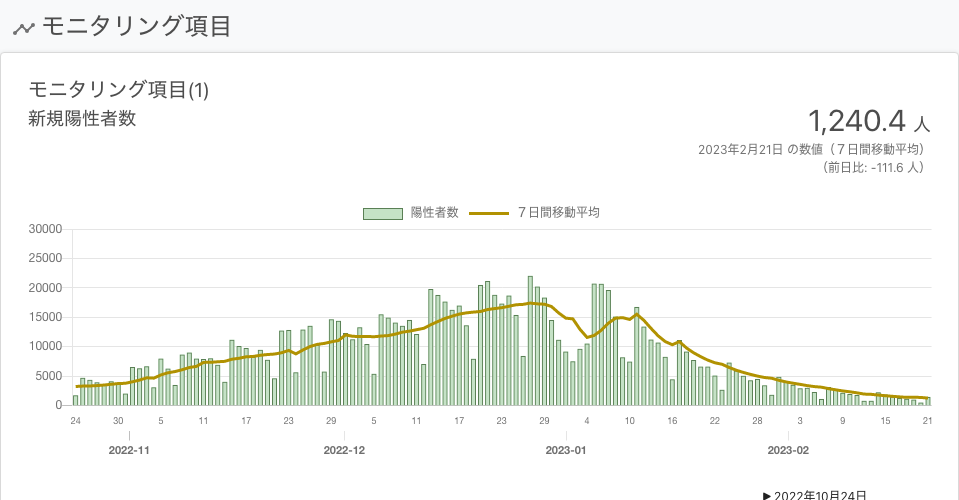 モニタリング項目
モニタリング項目(1)
新規陽性者数
1,240.4 人
2023年2月21日 の数値（７日間移動平均）
（前日比: -111.6 人）
陽性者数 ７日間移動平均
30000
25000
20000
15000
10000
5000
0
24 30 5 11 17 23 29 5 11 17 23 29 4 10 16 22 28 3 9 15 21
2022-11 2022-12 2023-01 2023-02
▶ 2022年10月24日